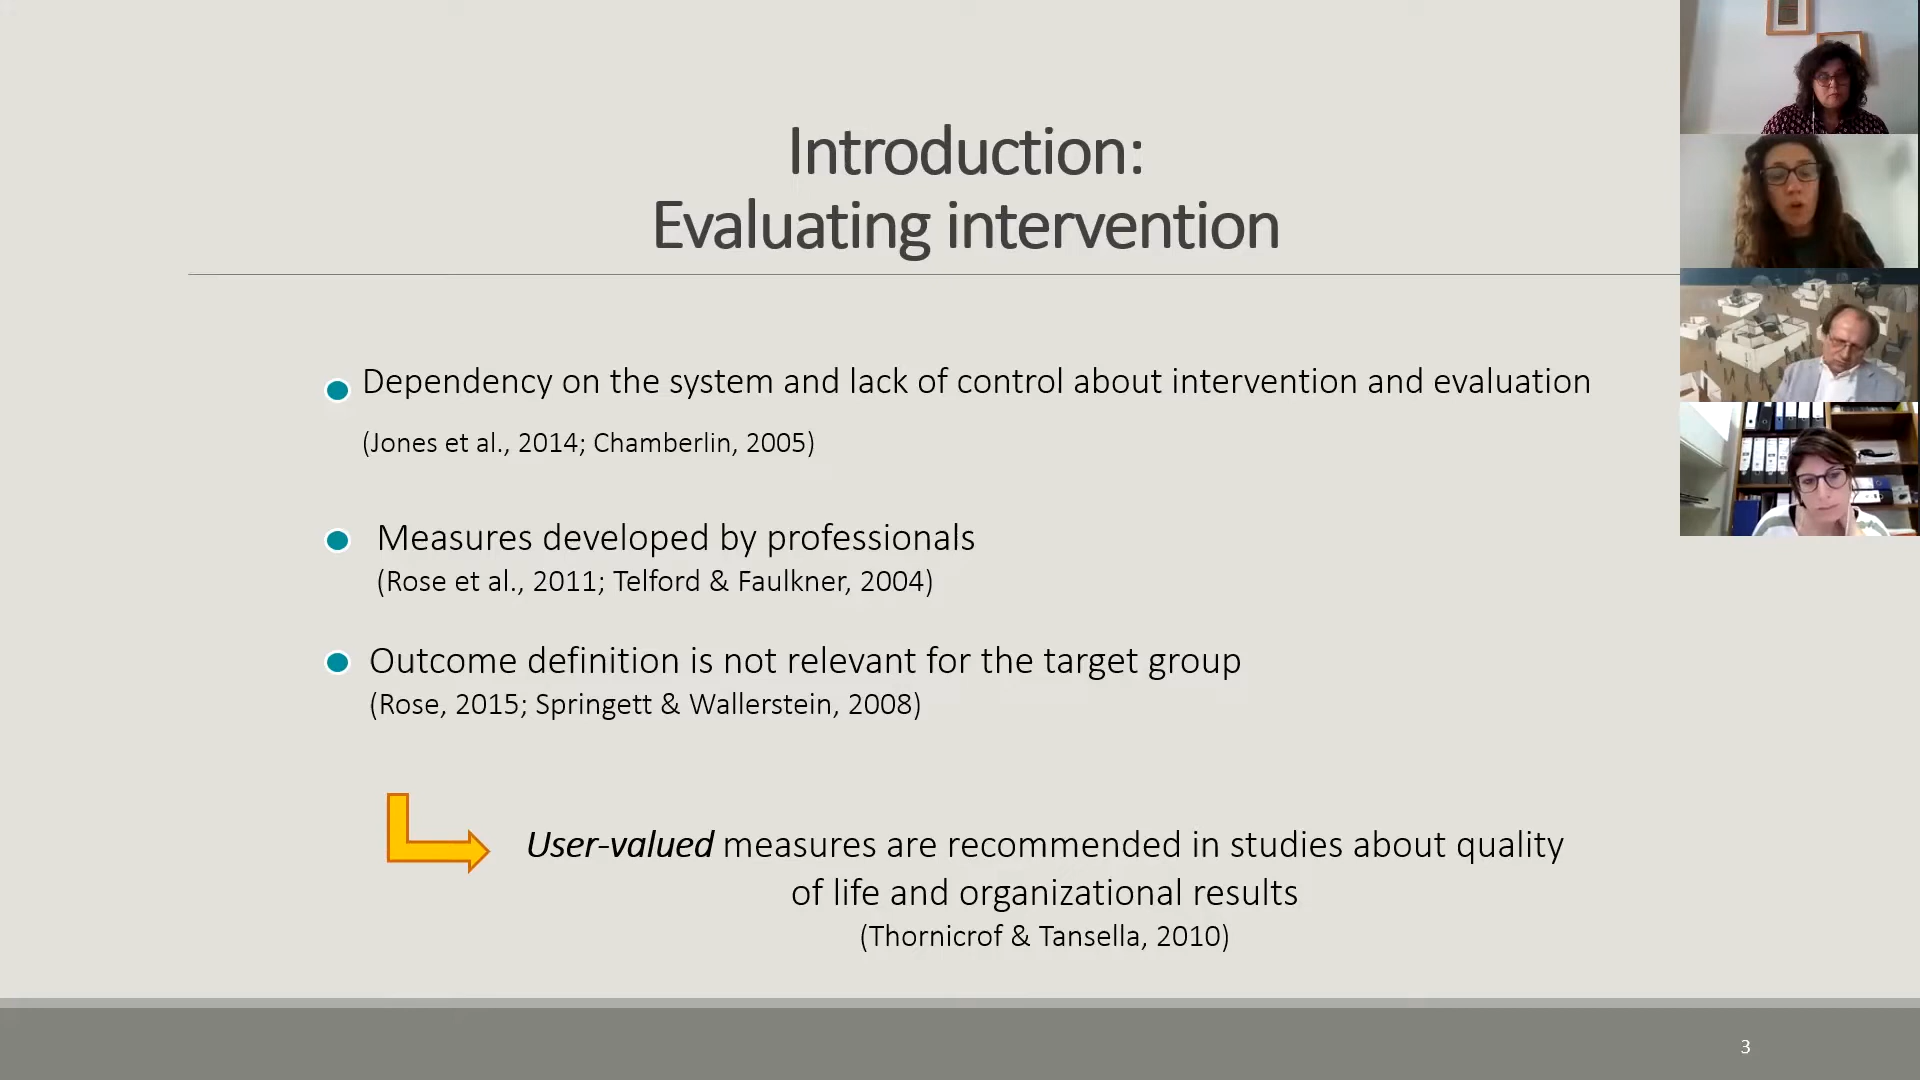 Introduction:
Evaluating intervention
Dependency on the system and lack of control about intervention and evaluation
(Jones et al., 2014; Chamberlin, 2005)
Measures developed by professionals
(Rose et al., 2011; Telford & Faulkner, 2004)
Outcome definition is not relevant for the target group
(Rose, 2015; Springett & Wallerstein, 2008)
User-valued measures are recommended in studies about quality
of life and organizational results
(Thornicrof & Tansella, 2010)
3